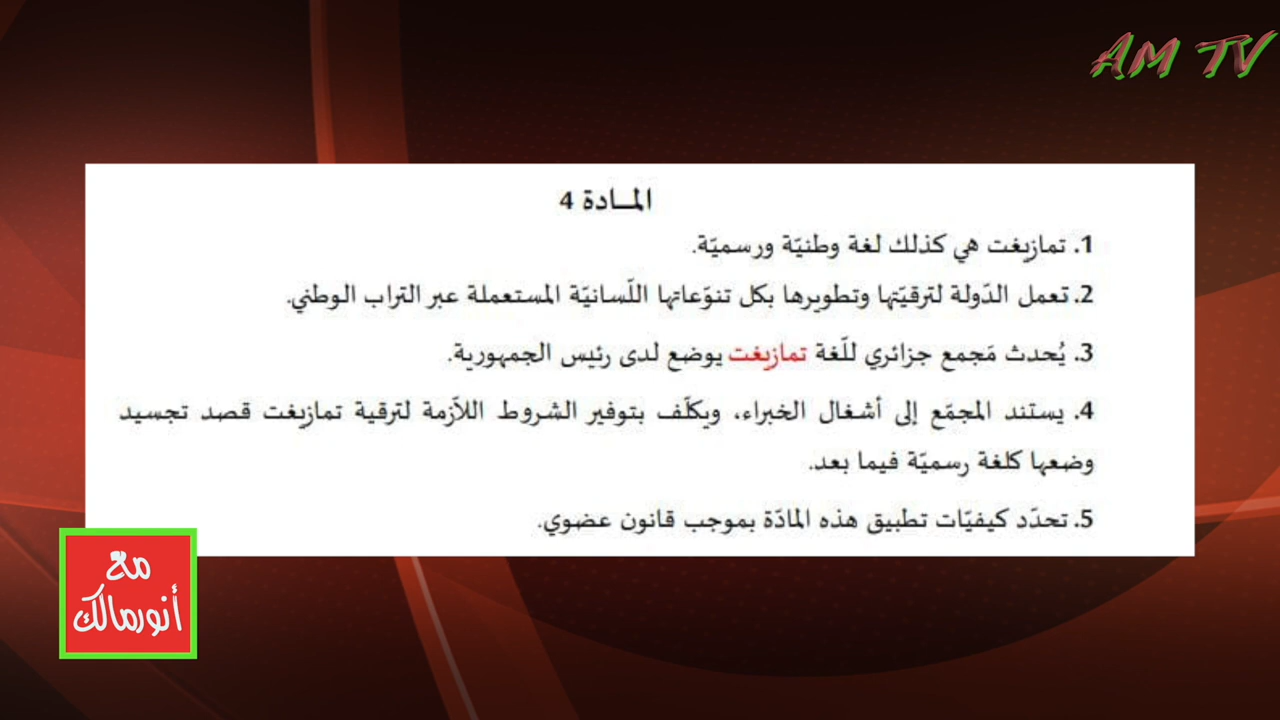 AM TV
المــادة 4
1. تمازيغت هي كذلك لغة وطنيّة ورسميّة.
2. تعمل الدّولة لترقيّتها وتطويرها بكل تنوّعاتها اللّسانيّة المستعملة عبر التراب الوطني.
3. يُحدث مَجمع جزائري للّغة تمازيغت يوضع لدى رئيس الجمهورية.
4. يستند المجمّع إلى أشغال الخبراء، ويكلّف بتوفير الشروط اللاّزمة لترقية تمازيغت قصد تجسيد
وضعها كلغة رسميّة فيما بعد.
5. تحدّد كيفيّات تطبيق هذه المادّة بموجب قانون عضوي.
مع
أنورمالك